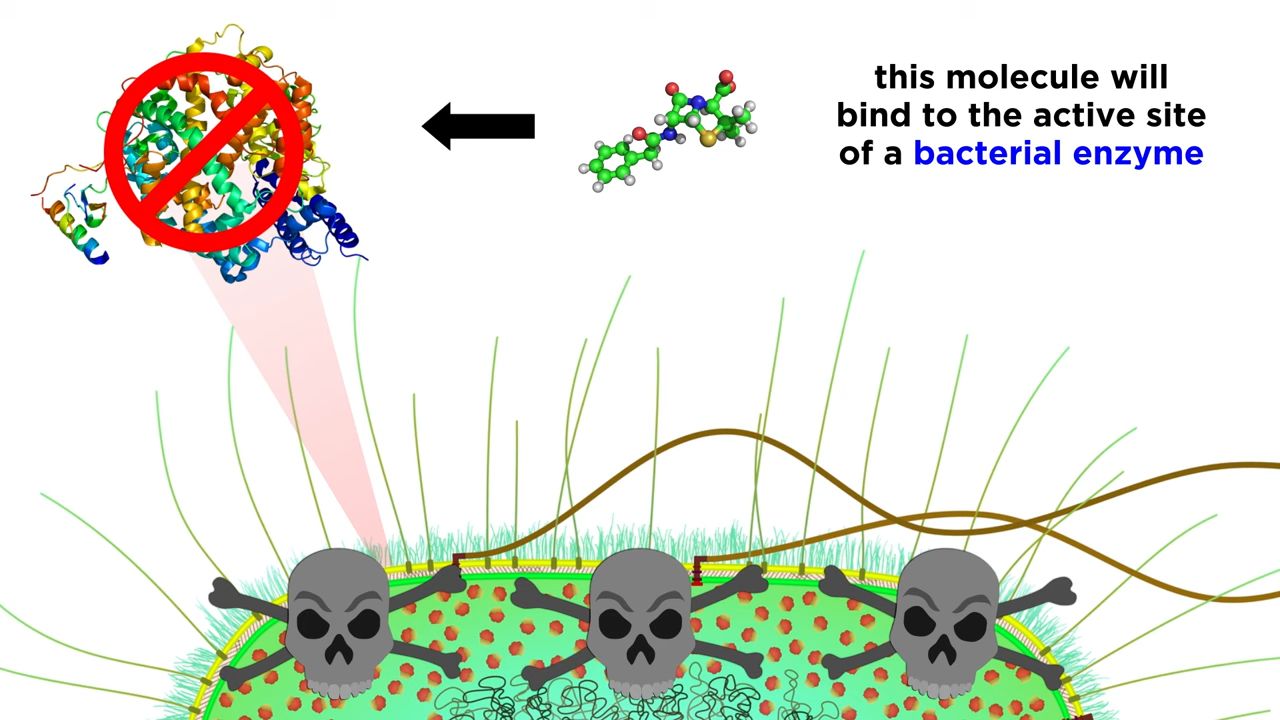 this molecule will
bind to the active site
of a bacterial enzyme